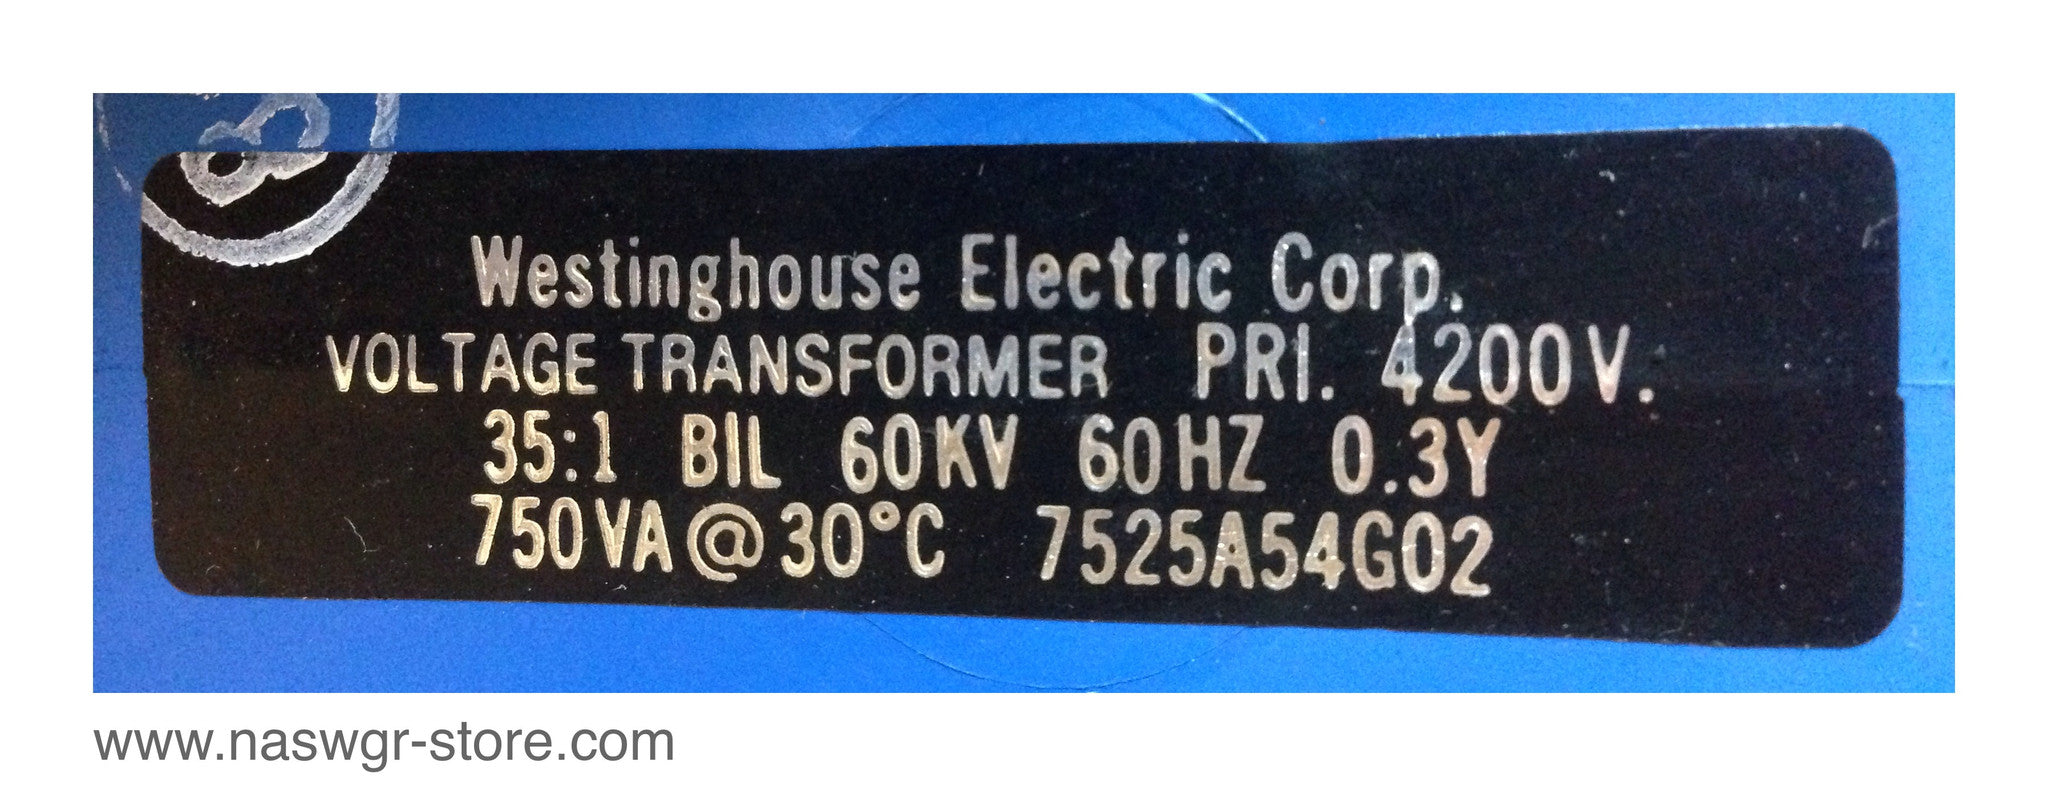 Westinghouse Electric Corp.
VOLTAGE TRANSFORMER PRI. 4200V.
35:1 BIL 60KV 60HZ 0.3Y
750VA@30°C 7525A54G02
www.naswgr-store.com